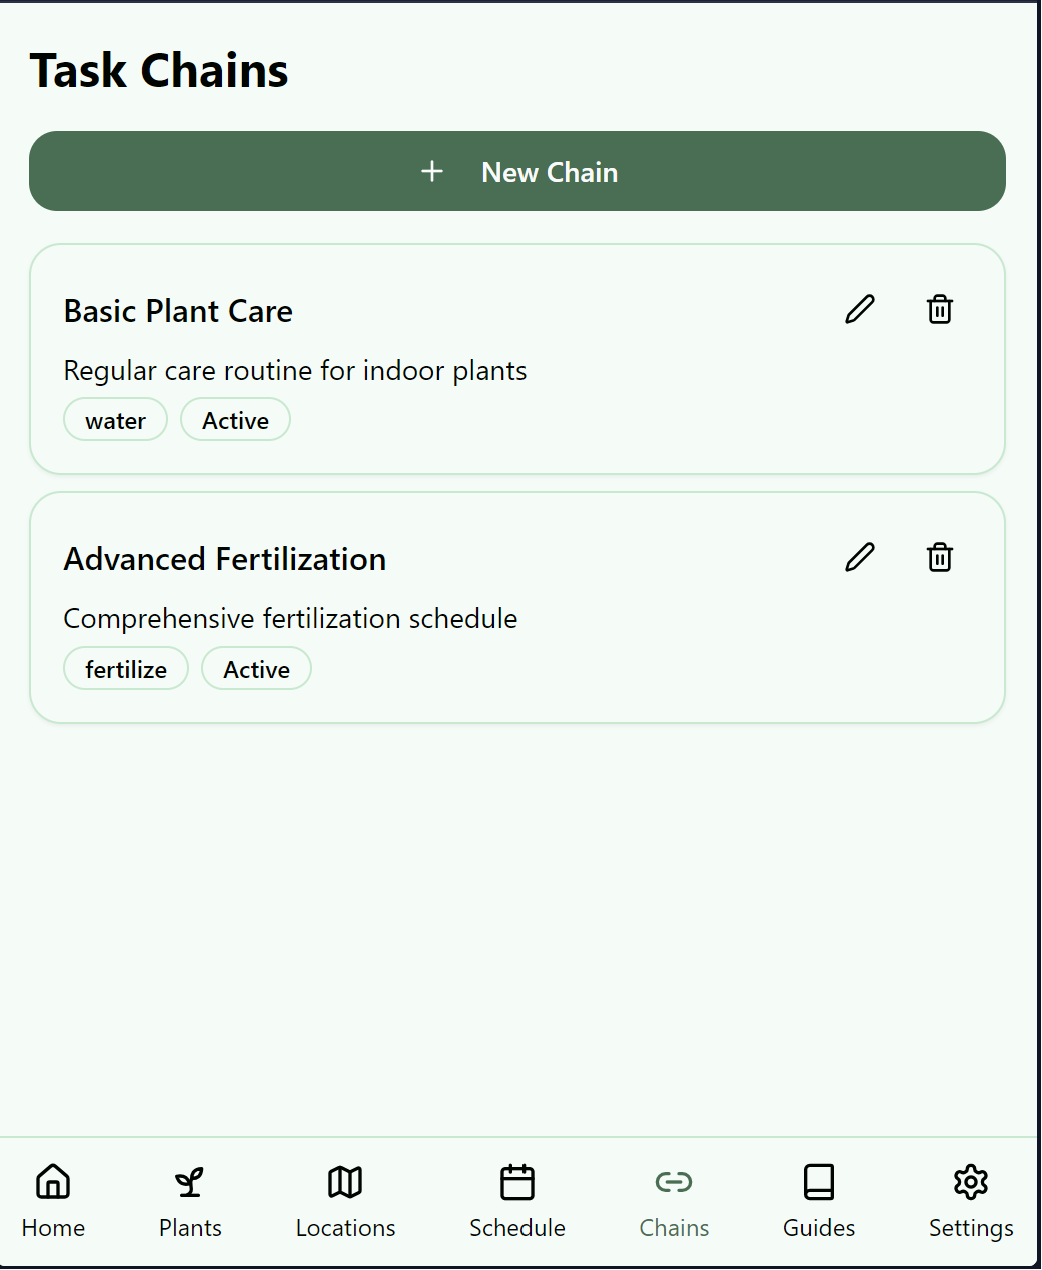 Task Chains
New Chain
Basic Plant Care
Regular care routine for indoor plants
water Active
Advanced Fertilization
Comprehensive fertilization schedule
fertilize Active
Home Plants Locations Schedule Chains Guides Settings